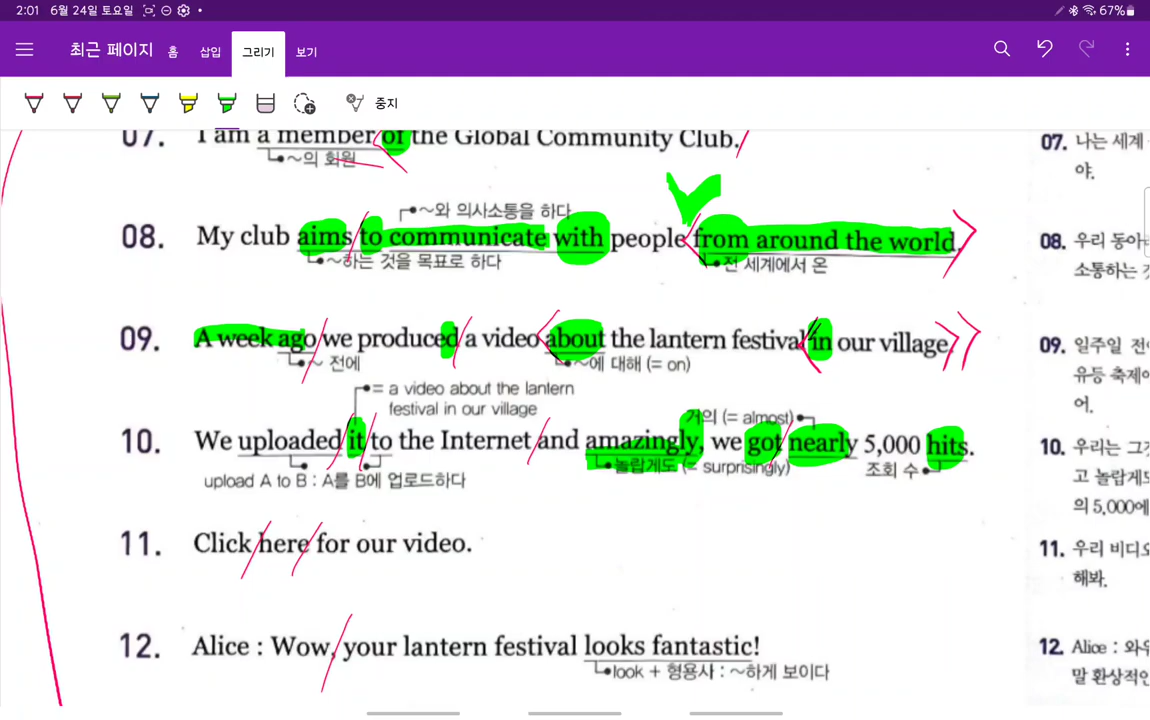 2:01 6월 24일 토요일 67%
최근 페이지 홈 삽입 그리기 보기
중지
07. I am a member of the Global Community Club.
~의 회원
07. 나는 세계
야.
~와 의사소통을 하다
08. My club aims to communicate with people from around the world.
~하는 것을 목표로 하다 전 세계에서 온
08. 우리 동아
소통하는 것
09. A week ago we produced a video about the lantern festival in our village.
~ 전에 ~에 대해 (= on)
09. 일주일 전
유등 축제
어.
= a video about the lantern
festival in our village
거의 (= almost)
10. We uploaded it to the Internet and amazingly, we got nearly 5,000 hits.
놀랍게도 (= surprisingly) 조회 수
upload A to B : A를 B에 업로드하다
10. 우리는 그것
고 놀랍게도
의 5,000에
11. Click here for our video.
11. 우리 비디오
해봐.
12. Alice : Wow, your lantern festival looks fantastic!
look + 형용사 : ~하게 보이다
12. Alice : 와우
말 환상적인